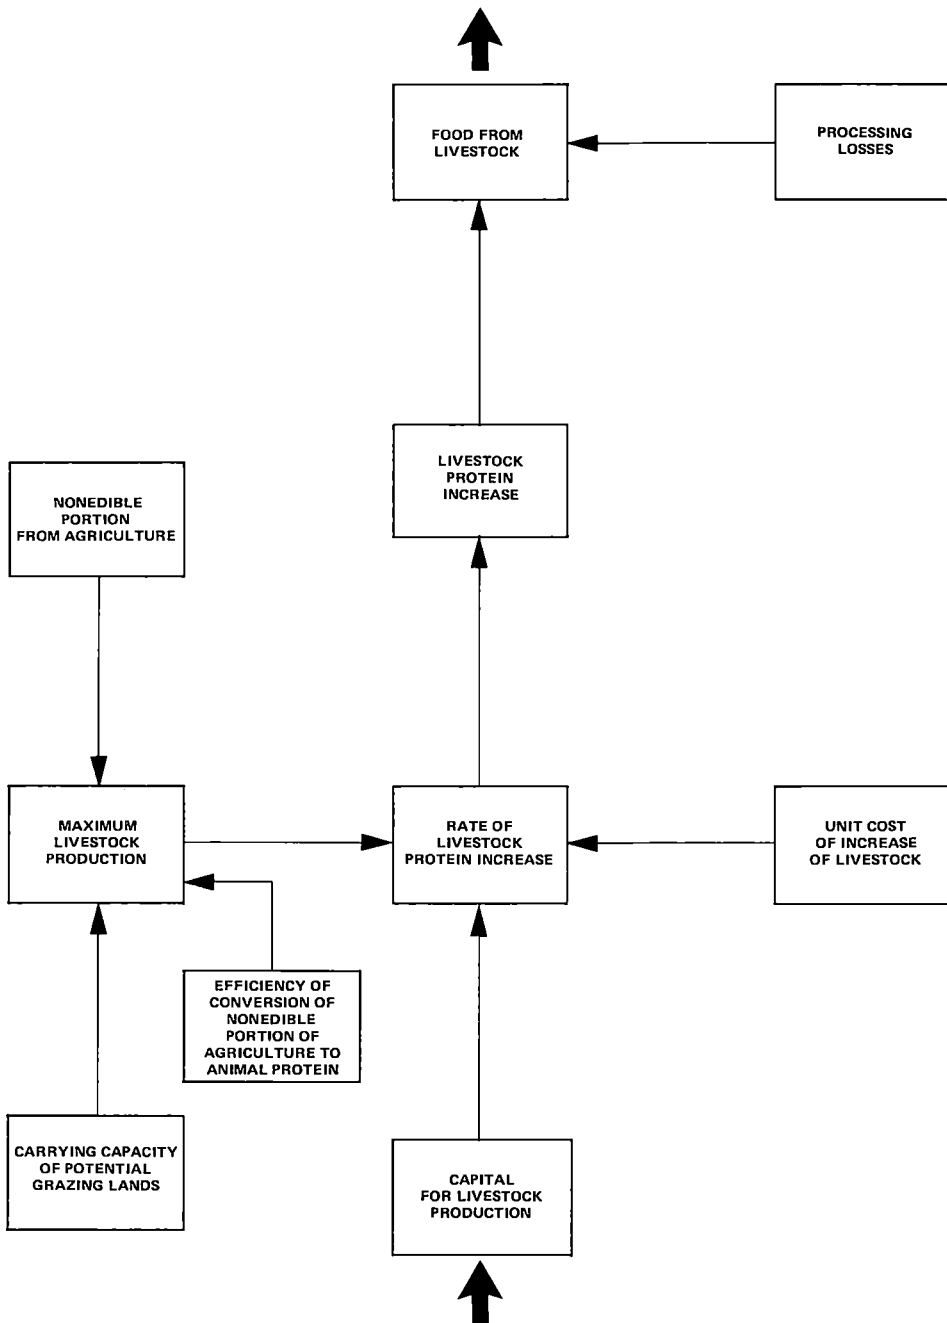 FOOD FROM
LIVESTOCK
PROCESSING
LOSSES
LIVESTOCK
PROTEIN
INCREASE
NONEDIBLE
PORTION
FROM AGRICULTURE
MAXIMUM
LIVESTOCK
PRODUCTION
RATE OF
LIVESTOCK
PROTEIN INCREASE
UNIT COST
OF INCREASE
OF LIVESTOCK
EFFICIENCY OF
CONVERSION OF
NONEDIBLE
PORTION OF
AGRICULTURE TO
ANIMAL PROTEIN
CARRYING CAPACITY
OF POTENTIAL
GRAZING LANDS
CAPITAL
FOR LIVESTOCK
PRODUCTION